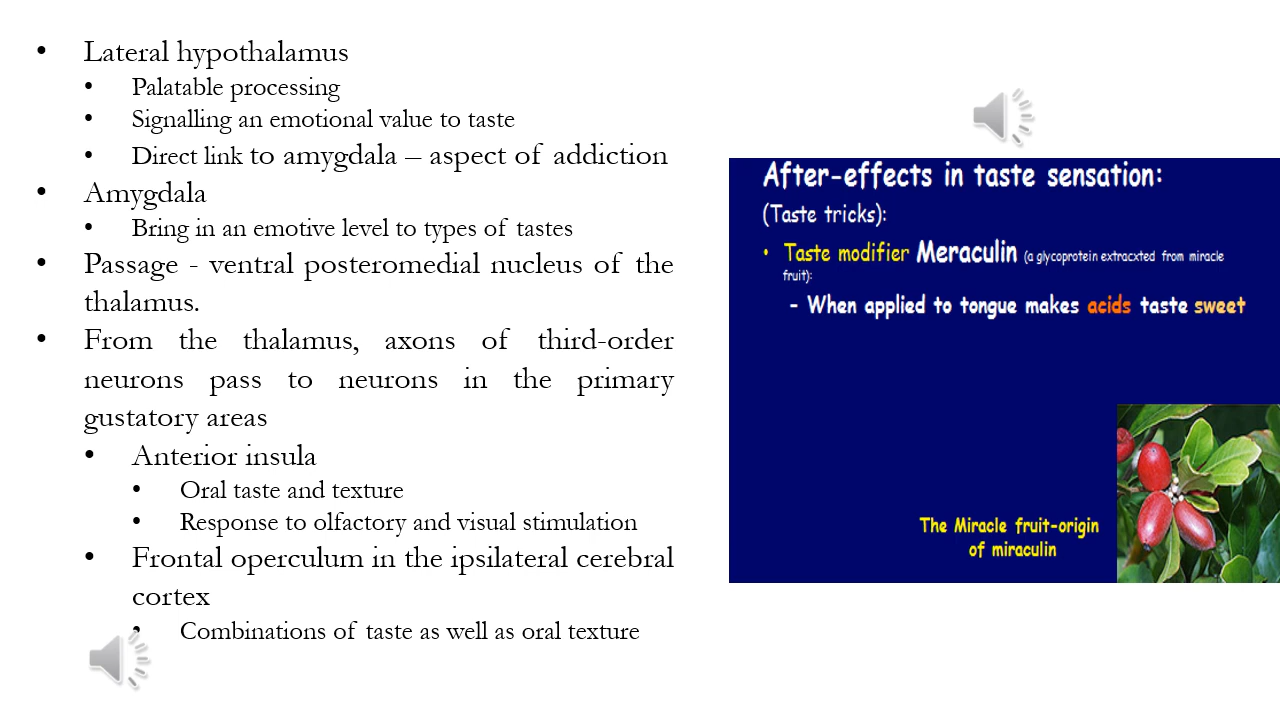 • Lateral hypothalamus
• Palatable processing
• Signalling an emotional value to taste
• Direct link to amygdala – aspect of addiction
• Amygdala
• Bring in an emotive level to types of tastes
• Passage - ventral posteromedial nucleus of the
thalamus.
• From the thalamus, axons of third-order
neurons pass to neurons in the primary
gustatory areas
• Anterior insula
• Oral taste and texture
• Response to olfactory and visual stimulation
• Frontal operculum in the ipsilateral cerebral
cortex
• Combinations of taste as well as oral texture
After-effects in taste sensation:
(Taste tricks):
• Taste modifier Meraculin (a glycoprotein extracxted from miracle
fruit):
– When applied to tongue makes acids taste sweet
The Miracle fruit-origin
of miraculin